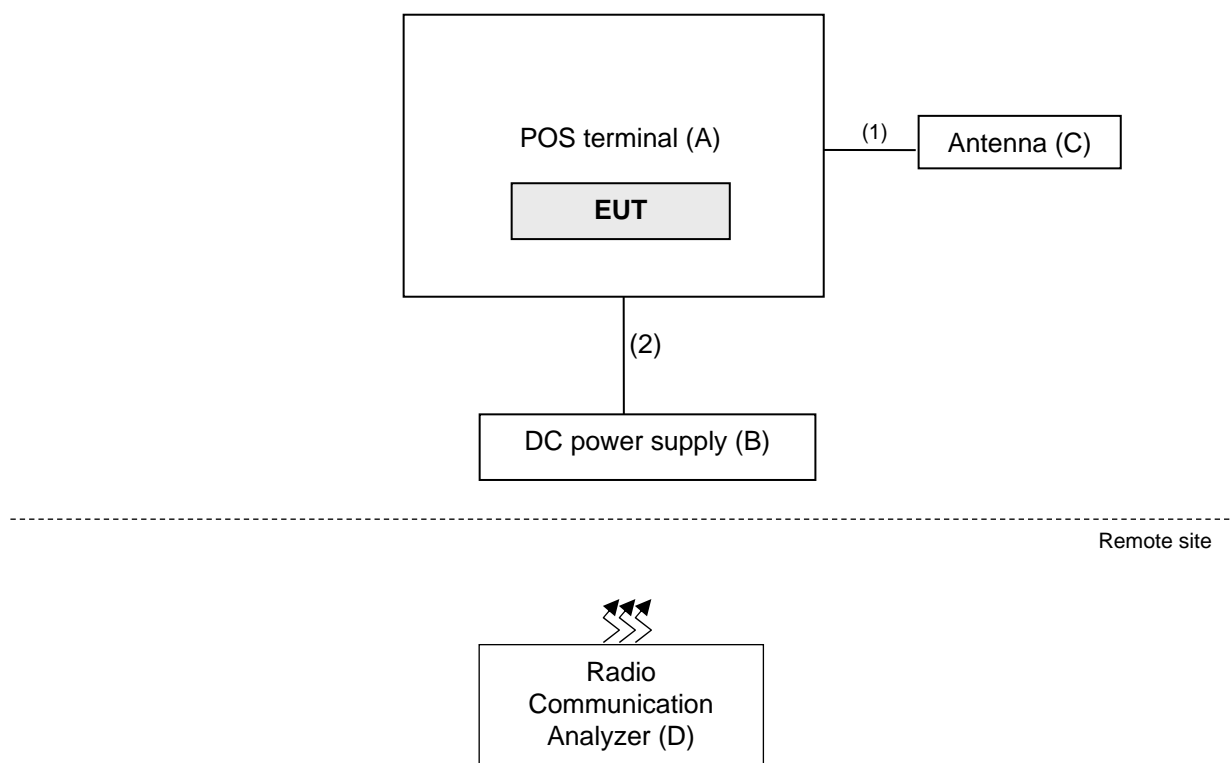 POS terminal (A)
(1)
Antenna (C)
EUT
(2)
DC power supply (B)
Remote site
Radio
Communication
Analyzer (D)